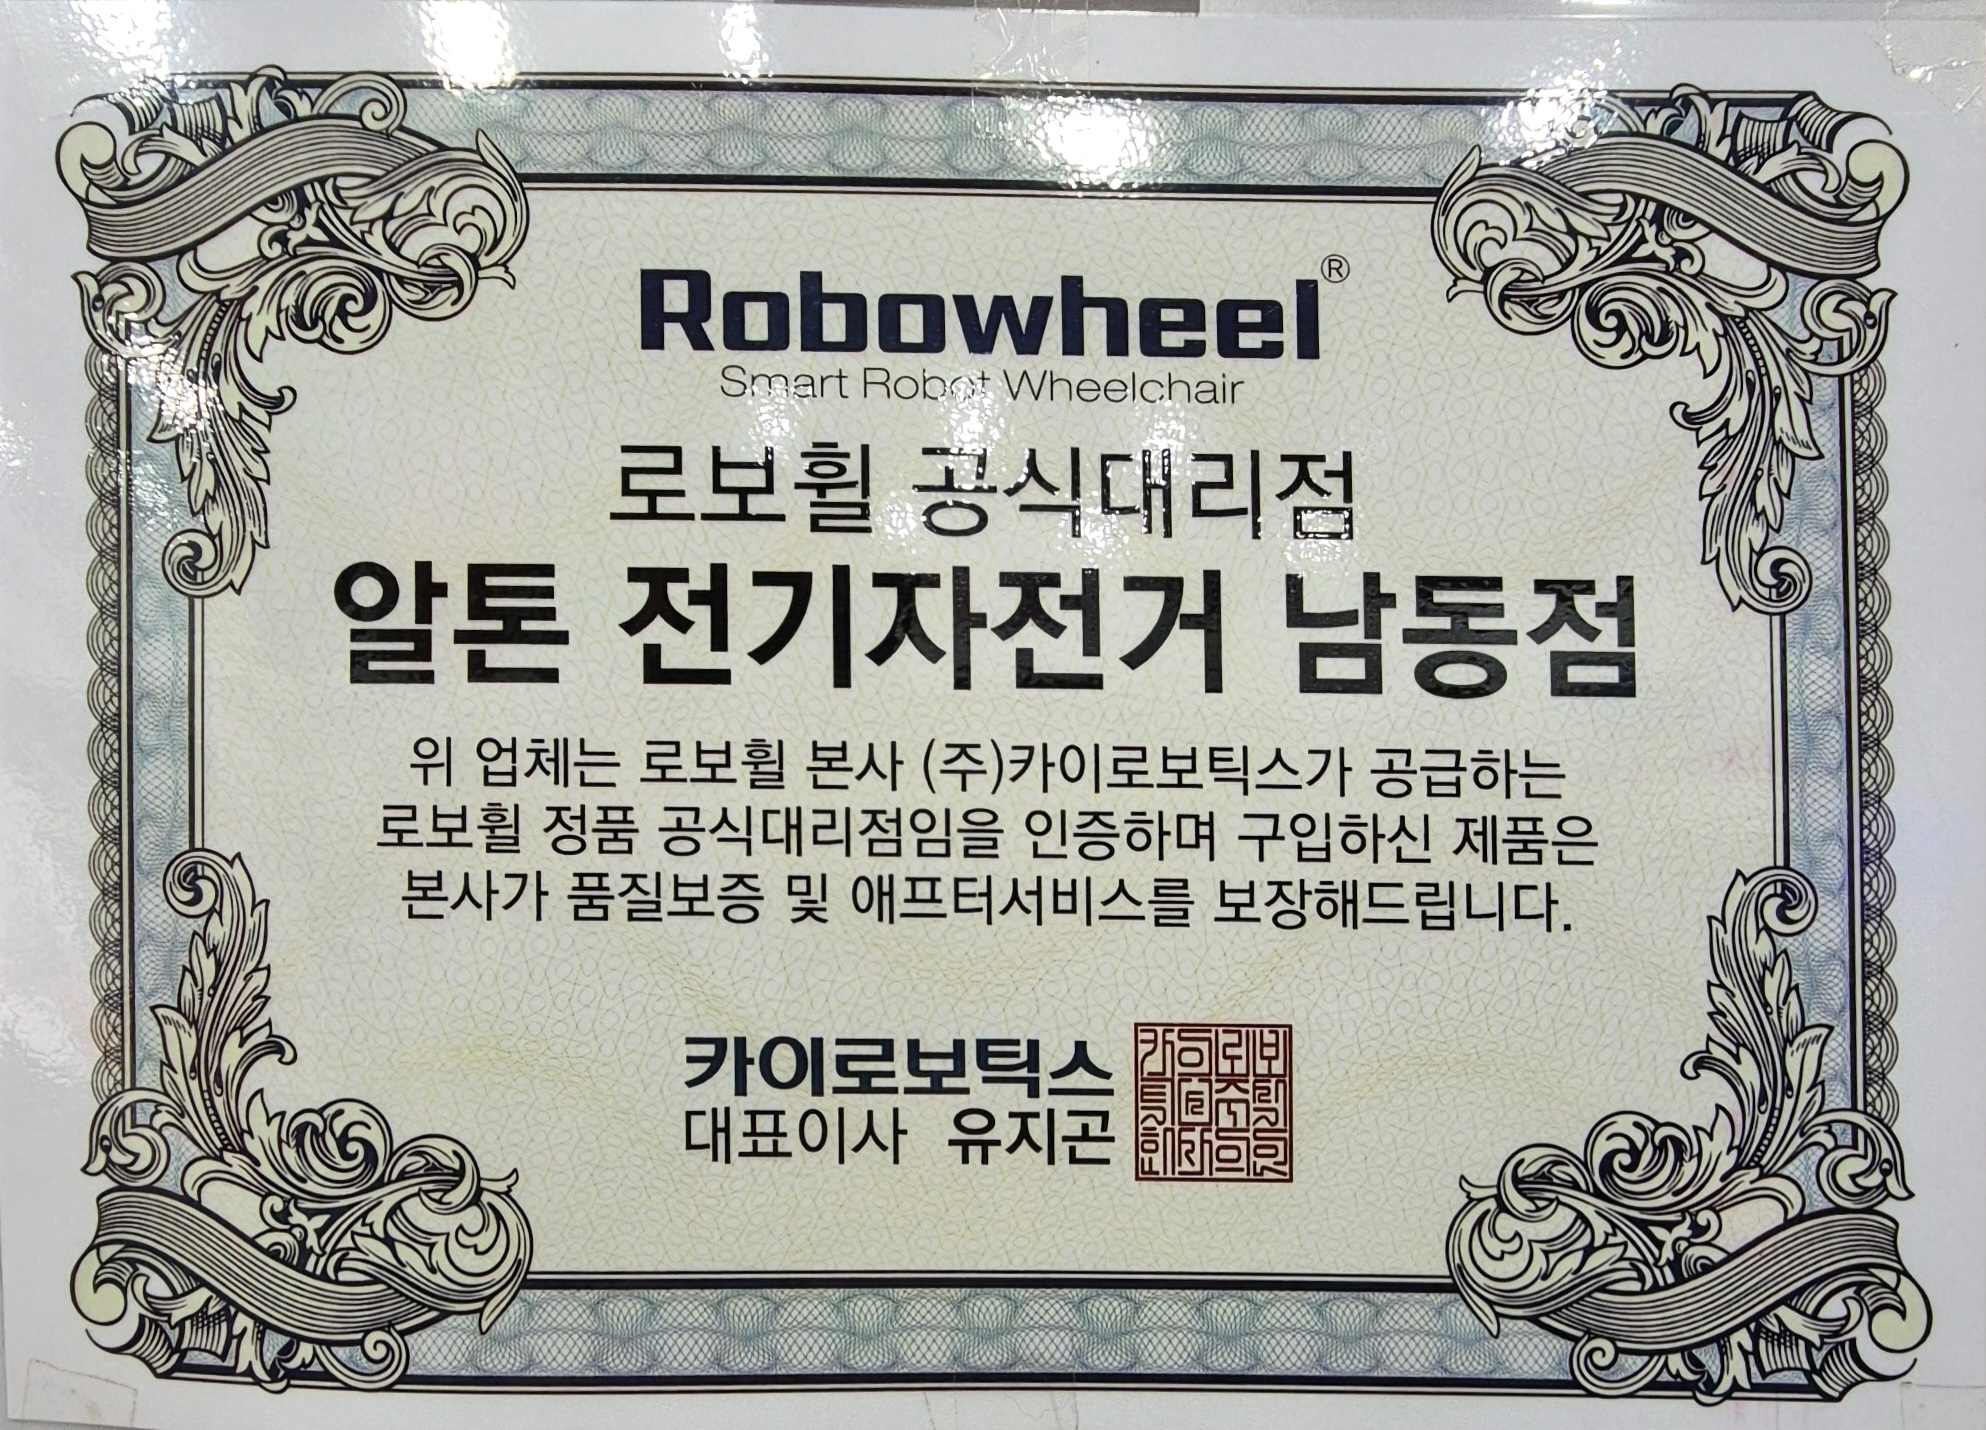 Robowheel®
Smart Robot Wheelchair
로보휠 공식대리점
알톤 전기자전거 남동점
위 업체는 로보휠 본사 (주)카이로보틱스가 공급하는
로보휠 정품 공식대리점임을 인증하며 구입하신 제품은
본사가 품질보증 및 애프터서비스를 보장해드립니다.
카이로보틱스
대표이사 유지곤